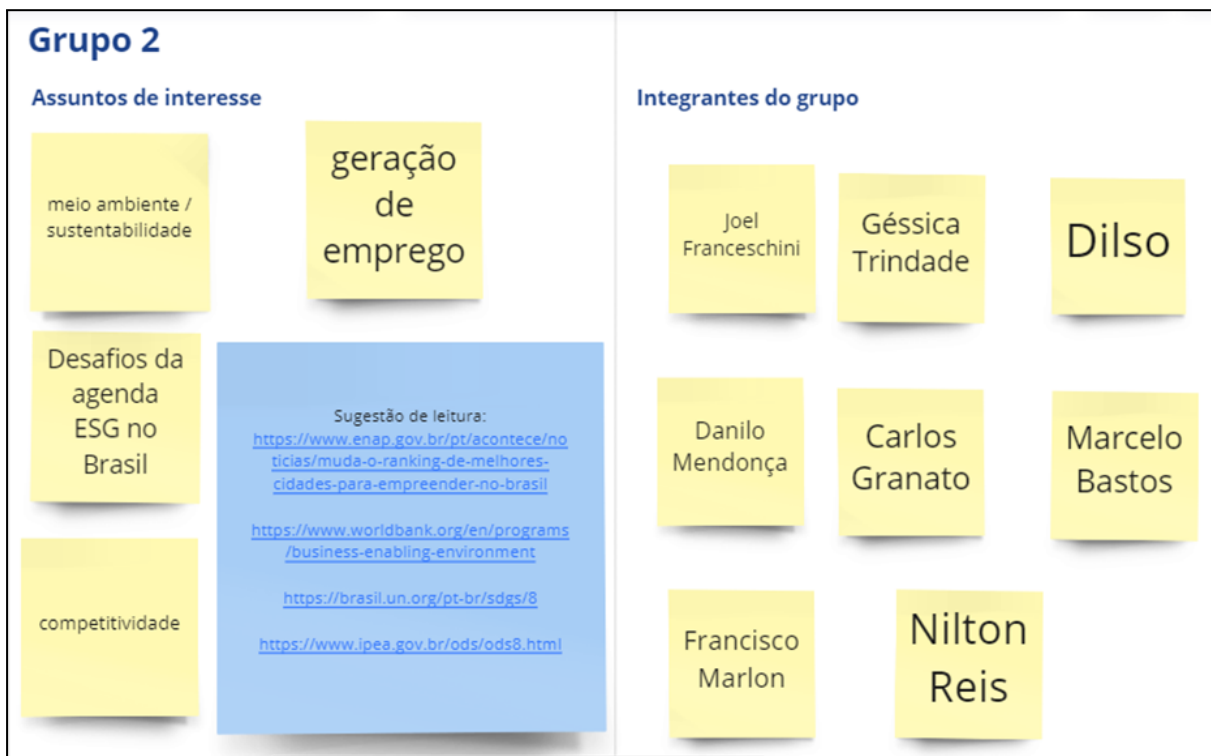 Grupo 2
Assuntos de interesse
meio ambiente /
sustentabilidade
geração
de
emprego
Desafios da
agenda
ESG no
Brasil
Sugestão de leitura:
https://www.enap.gov.br/pt/acontece/no
ticias/muda-o-ranking-de-melhores-
cidades-para-empreender-no-brasil
https://www.worldbank.org/en/programs
/business-enabling-environment
https://brasil.un.org/pt-br/sdgs/8
https://www.ipea.gov.br/ods/ods8.html
competitividade
Integrantes do grupo
Joel
Franceschini
Géssica
Trindade
Dilso
Danilo
Mendonça
Carlos
Granato
Marcelo
Bastos
Francisco
Marlon
Nilton
Reis